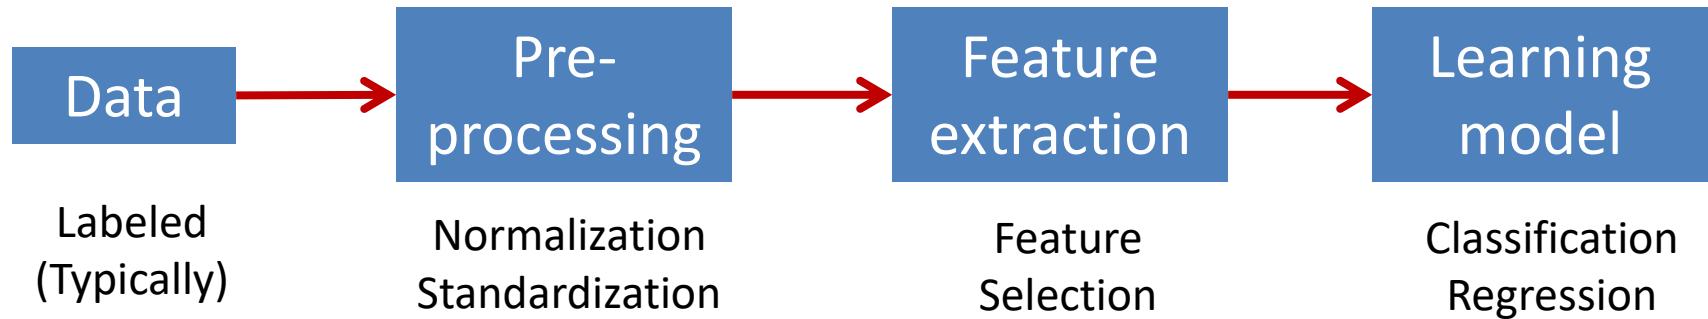 Data
Pre-
processing
Feature
extraction
Learning
model
Labeled
(Typically)
Normalization
Standardization
Feature
Selection
Classification
Regression